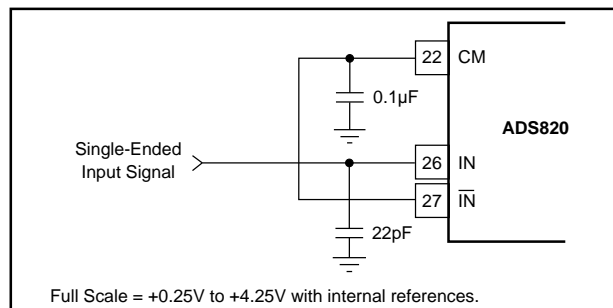 22 CM
0.1µF
ADS820
Single-Ended
Input Signal
26 IN
27 I̅N̅
22pF
Full Scale = +0.25V to +4.25V with internal references.